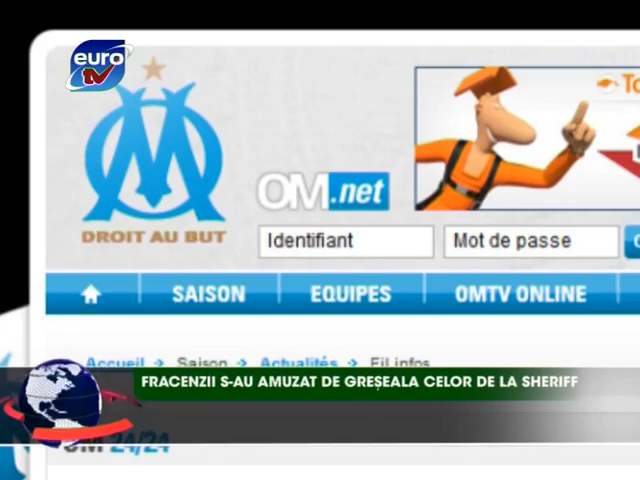 euro
tv
DROIT AU BUT
OM.net
To
Identifiant
Mot de passe
SAISON
EQUIPES
OMTV ONLINE
Accueil
Saison
Actualités
Fil infos
FRACENZII S-AU AMUZAT DE GREȘEALA CELOR DE LA SHERIFF
OM 24/24